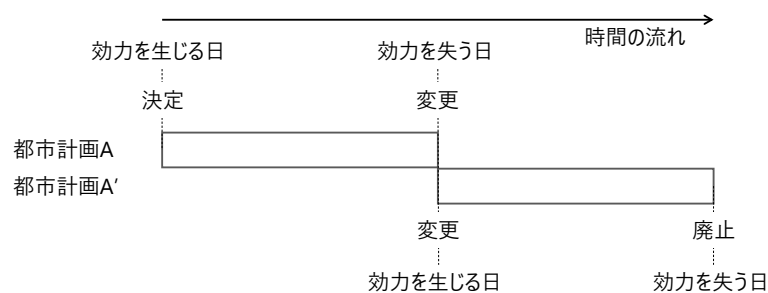 時間の流れ
効力を生じる日
効力を失う日
決定
変更
都市計画A
都市計画A’
変更
廃止
効力を生じる日
効力を失う日